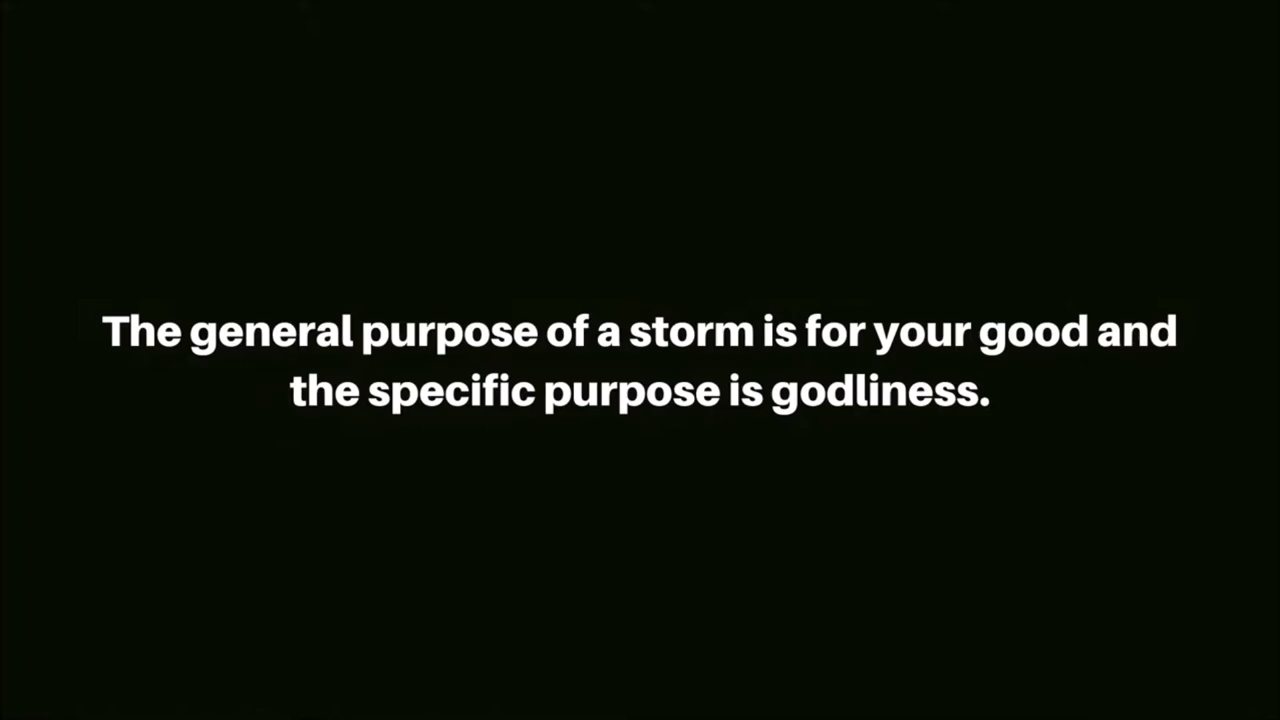 The general purpose of a storm is for your good and
the specific purpose is godliness.